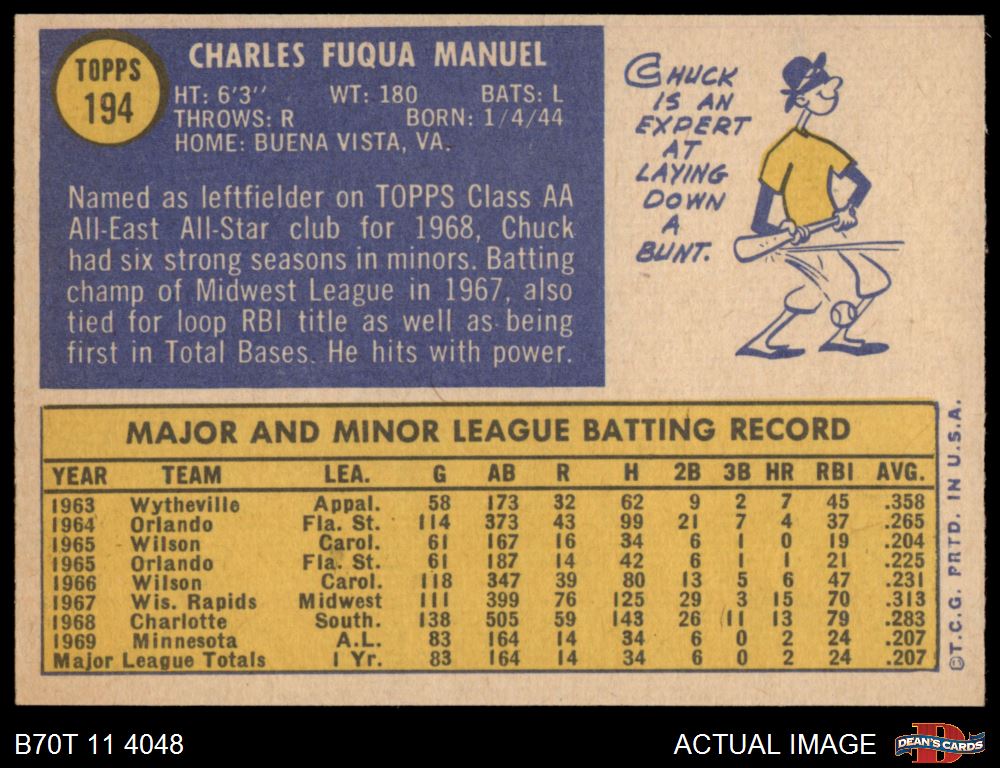 TOPPS
194
CHARLES FUQUA MANUEL
HT: 6'3'' WT: 180 BATS: L
THROWS: R BORN: 1/4/44
HOME: BUENA VISTA, VA.
Named as leftfielder on TOPPS Class AA
All-East All-Star club for 1968, Chuck
had six strong seasons in minors. Batting
champ of Midwest League in 1967, also
tied for loop RBI title as well as being
first in Total Bases. He hits with power.
CHUCK
IS AN
EXPERT
AT
LAYING
DOWN
A
BUNT.
MAJOR AND MINOR LEAGUE BATTING RECORD
YEAR TEAM LEA. G AB R H 2B 3B HR RBI AVG.
1963 Wytheville Appal. 58 173 32 62 9 2 7 45 .358
1964 Orlando Fla. St. 114 373 43 99 21 7 4 37 .265
1965 Wilson Carol. 61 167 16 34 6 1 0 19 .204
1965 Orlando Fla. St. 61 187 14 42 6 1 1 21 .225
1966 Wilson Carol. 118 347 39 80 13 5 6 47 .231
1967 Wis. Rapids Midwest 111 399 76 125 29 3 15 70 .313
1968 Charlotte South. 138 505 59 143 26 11 13 79 .283
1969 Minnesota A.L. 83 164 14 34 6 0 2 24 .207
Major League Totals 1 Yr. 83 164 14 34 6 0 2 24 .207
©T.C.G. PRTD. IN U.S.A.
B70T 11 4048
ACTUAL IMAGE
D
DEAN'S CARDS